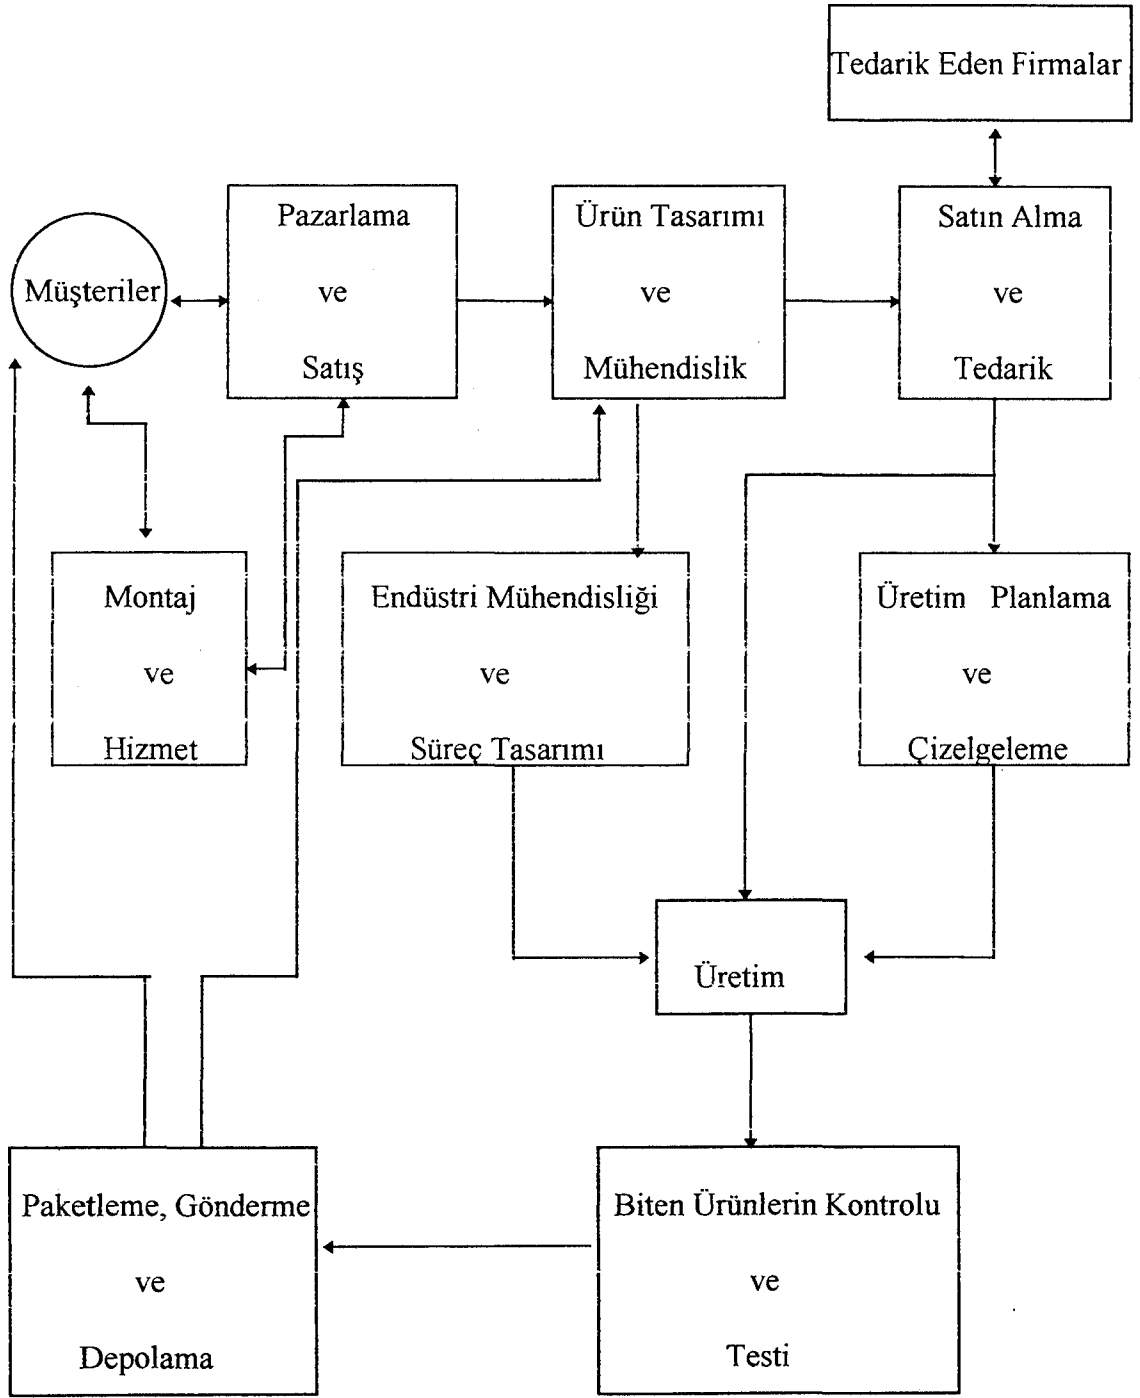 Tedarik Eden Firmalar
Müşteriler
Pazarlama
ve
Satış
Ürün Tasarımı
ve
Mühendislik
Satın Alma
ve
Tedarik
Montaj
ve
Hizmet
Endüstri Mühendisliği
ve
Süreç Tasarımı
Üretim Planlama
ve
Çizelgeleme
Üretim
Paketleme, Gönderme
ve
Depolama
Biten Ürünlerin Kontrolu
ve
Testi